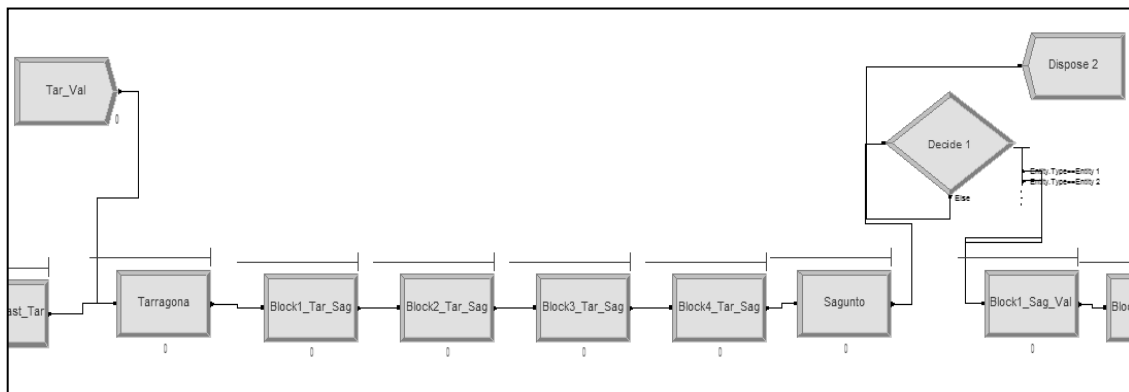 Dispose 2
Tar_Val
0
Decide 1
Entity.Type==Entity 1
Entity.Type==Entity 2
Else
ast_Tar
Tarragona
Block1_Tar_Sag
Block2_Tar_Sag
Block3_Tar_Sag
Block4_Tar_Sag
Sagunto
Block1_Sag_Val
Bloc
0
0
0
0
0
0
0